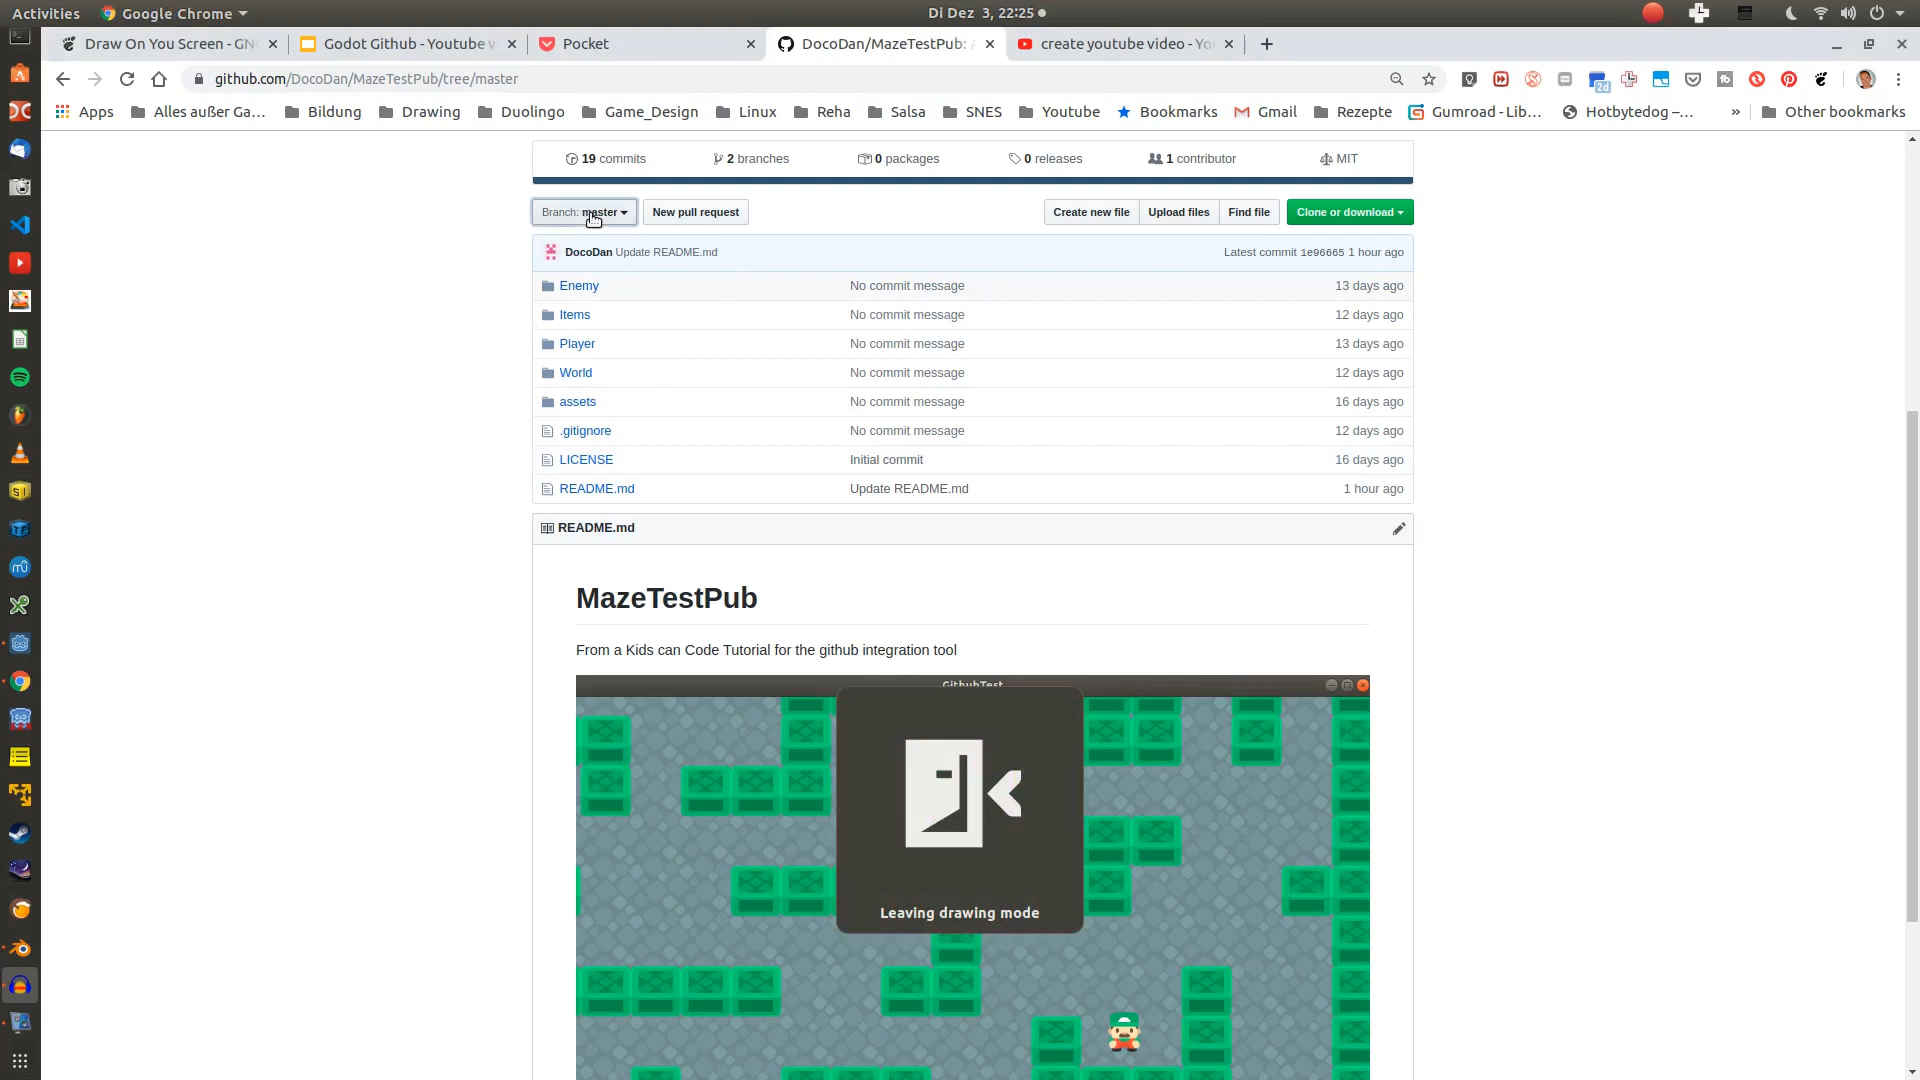 Activities
Google Chrome
Di Dez 3, 22:25
Draw On You Screen - GN
Godot Github - Youtube v
Pocket
DocoDan/MazeTestPub: A
create youtube video - Yo
github.com/DocoDan/MazeTestPub/tree/master
2d
Apps
Alles außer Ga…
Bildung
Drawing
Duolingo
Game_Design
Linux
Reha
Salsa
SNES
Youtube
Bookmarks
Gmail
Rezepte
Gumroad - Lib…
Hotbytedog –…
»
Other bookmarks
19 commits
2 branches
0 packages
0 releases
1 contributor
MIT
Branch: master
New pull request
Create new file
Upload files
Find file
Clone or download
DocoDan Update README.md
Latest commit 1e96665 1 hour ago
Enemy No commit message 13 days ago
Items No commit message 12 days ago
Player No commit message 13 days ago
World No commit message 12 days ago
assets No commit message 16 days ago
.gitignore No commit message 12 days ago
LICENSE Initial commit 16 days ago
README.md Update README.md 1 hour ago
README.md
MazeTestPub
From a Kids can Code Tutorial for the github integration tool
GithubTest
Leaving drawing mode